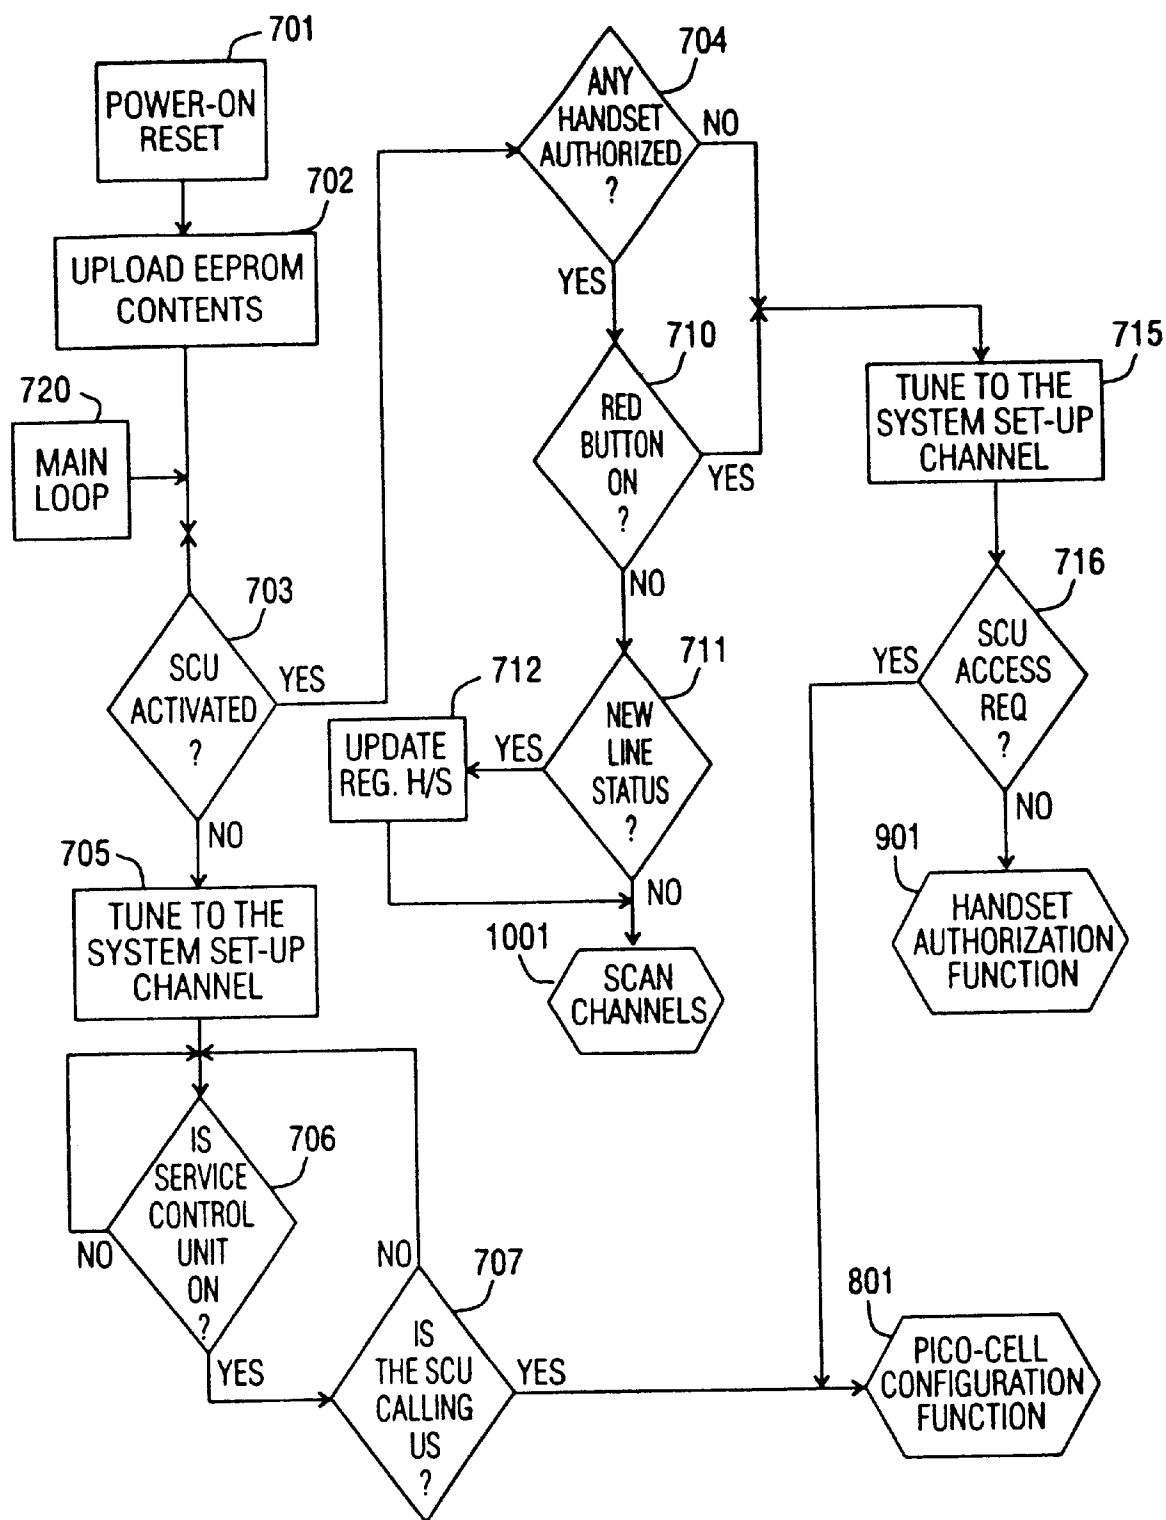 701
POWER-ON
RESET
702
UPLOAD EEPROM
CONTENTS
720
MAIN
LOOP
703
SCU
ACTIVATED
?
YES
NO
705
TUNE TO THE
SYSTEM SET-UP
CHANNEL
706
IS
SERVICE
CONTROL
UNIT
ON
?
NO
YES
707
NO
IS
THE SCU
CALLING
US
?
YES
704
ANY
HANDSET
AUTHORIZED
?
NO
YES
710
RED
BUTTON
ON
?
YES
NO
711
NEW
LINE
STATUS
?
YES
NO
712
UPDATE
REG. H/S
1001
SCAN
CHANNELS
715
TUNE TO THE
SYSTEM SET-UP
CHANNEL
716
SCU
ACCESS
REQ
?
YES
NO
901
HANDSET
AUTHORIZATION
FUNCTION
801
PICO-CELL
CONFIGURATION
FUNCTION